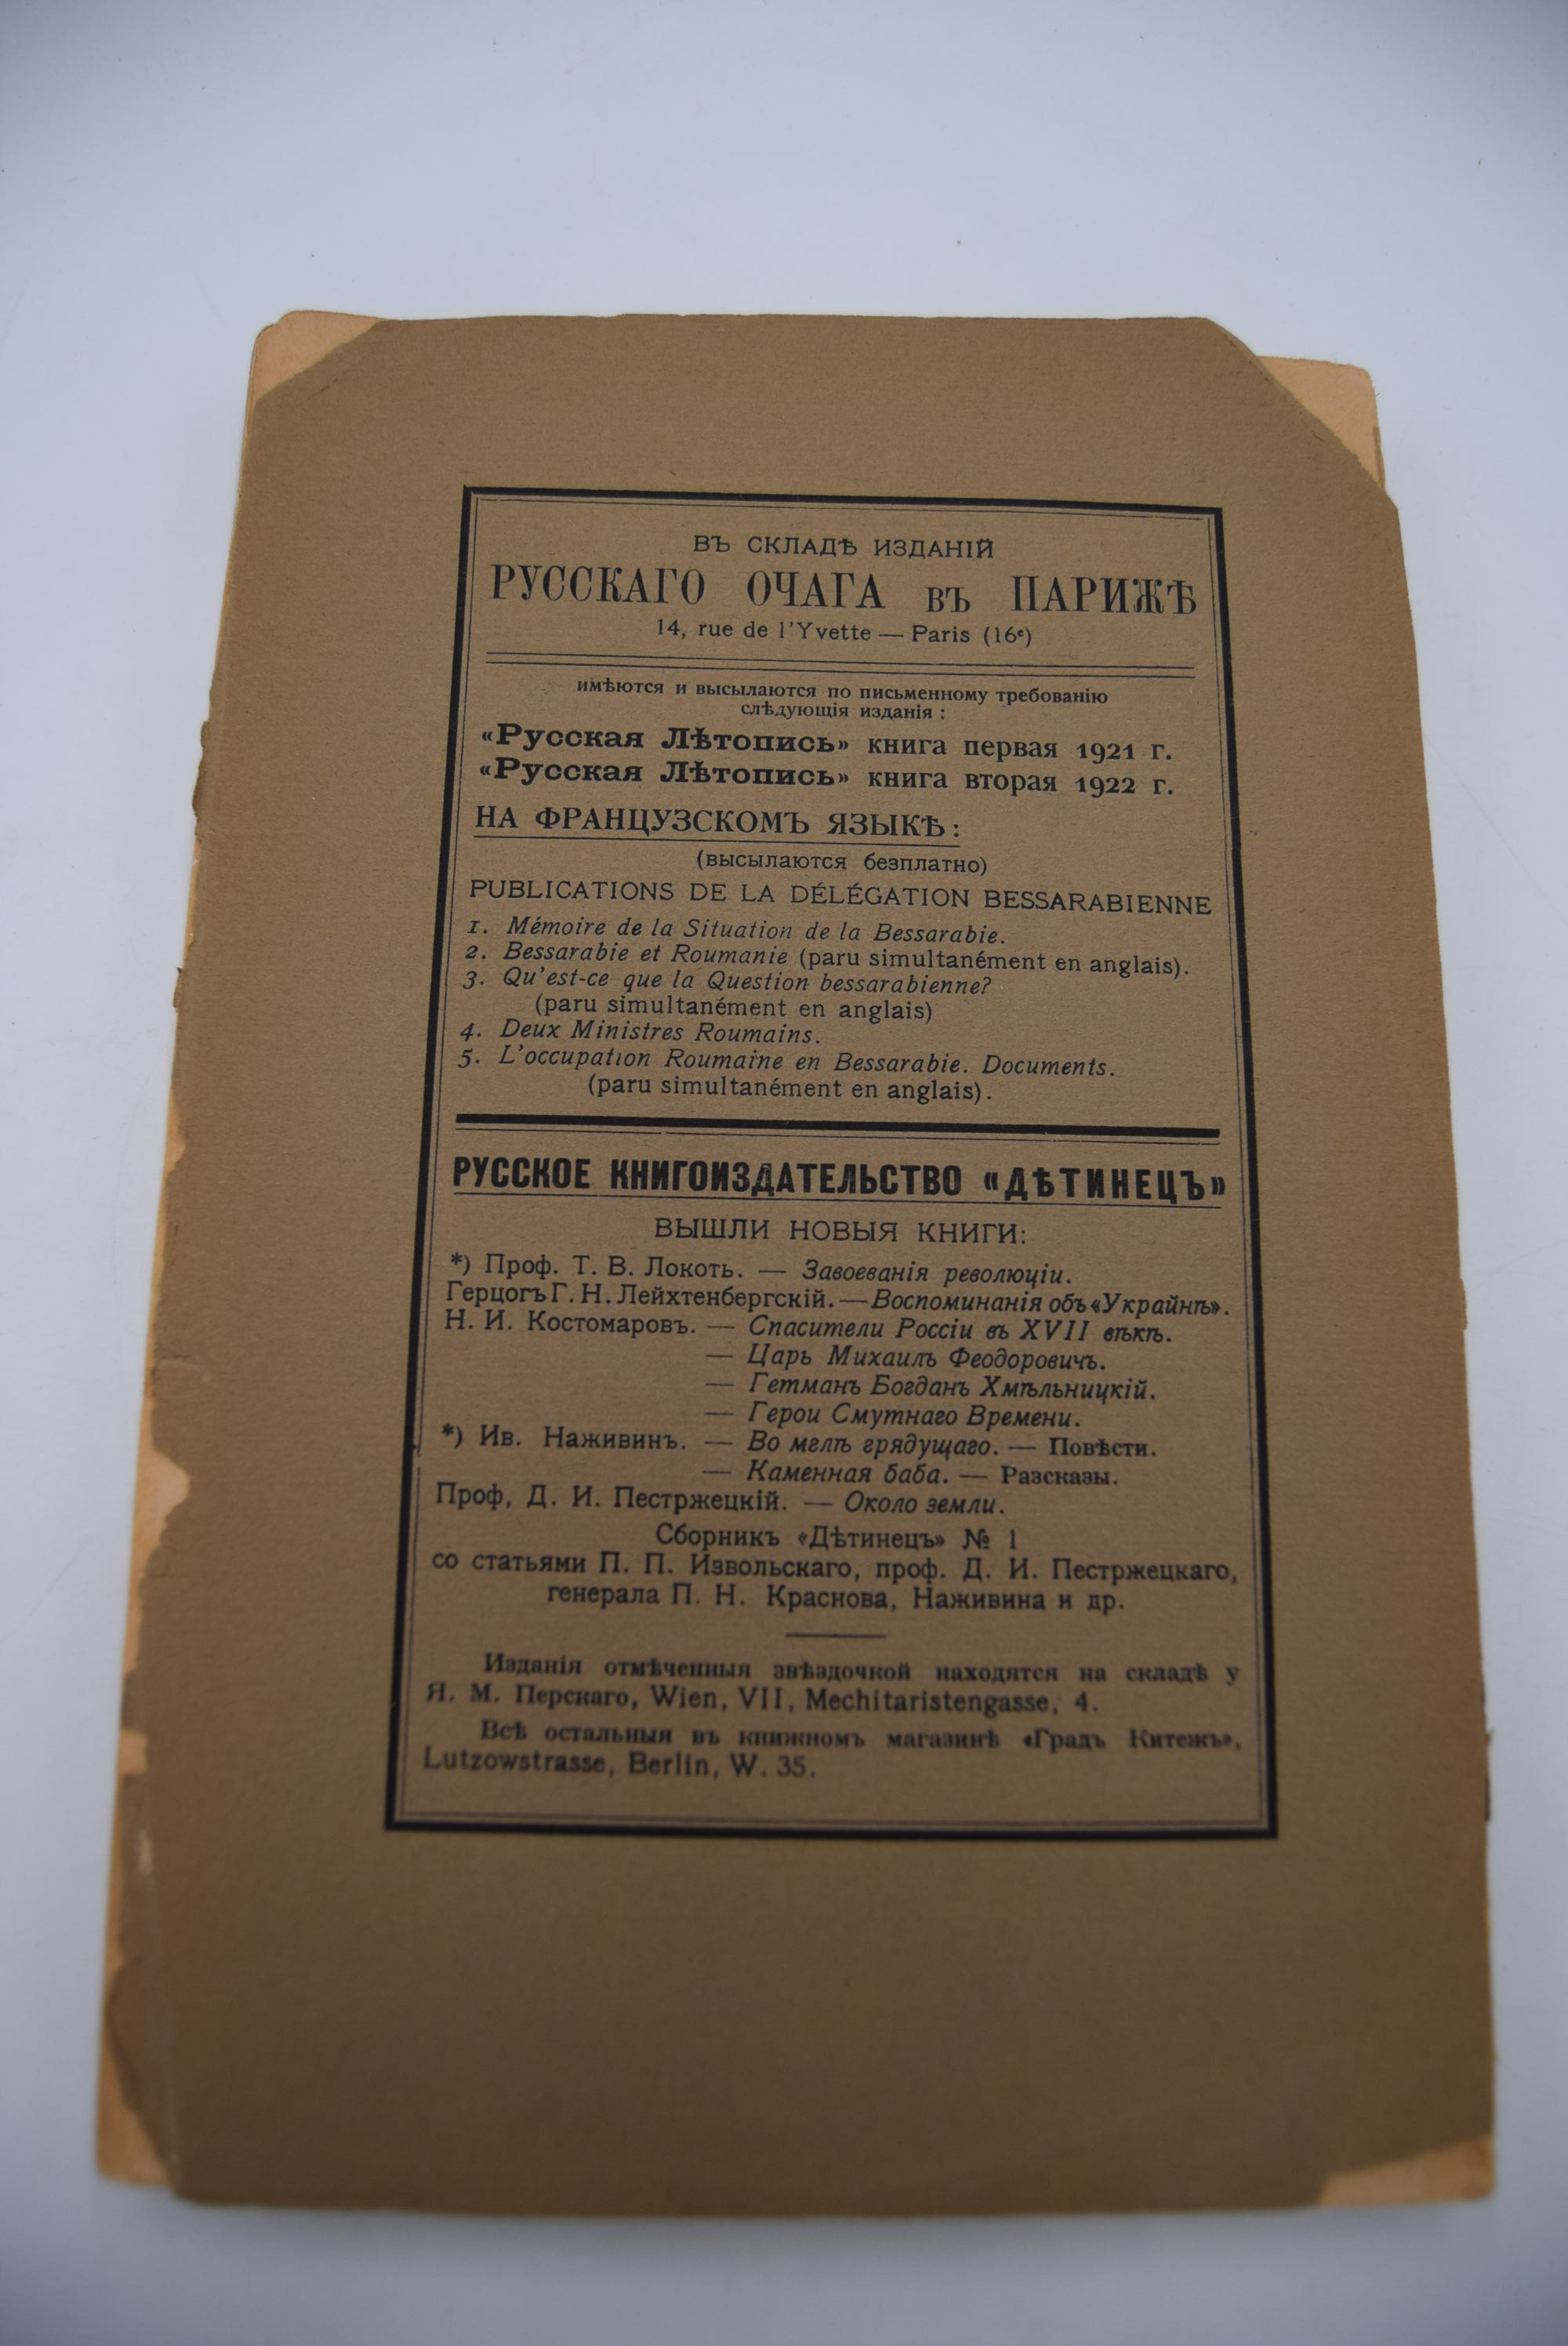 ВЪ СКЛАДѢ ИЗДАНІЙ
РУССКАГО ОЧАГА ВЪ ПАРИЖѢ
14, rue de l'Yvette — Paris (16ᵉ)
имѣются и высылаются по письменному требованію
слѣдующія изданія :
«Русская Лѣтопись» книга первая 1921 г.
«Русская Лѣтопись» книга вторая 1922 г.
НА ФРАНЦУЗСКОМЪ ЯЗЫКѢ:
(высылаются безплатно)
PUBLICATIONS DE LA DÉLÉGATION BESSARABIENNE
1. Mémoire de la Situation de la Bessarabie.
2. Bessarabie et Roumanie (paru simultanément en anglais).
3. Qu'est-ce que la Question bessarabienne?
(paru simultanément en anglais)
4. Deux Ministres Roumains.
5. L'occupation Roumaine en Bessarabie. Documents.
(paru simultanément en anglais).
РУССКОЕ КНИГОИЗДАТЕЛЬСТВО «ДѢТИНЕЦЪ»
ВЫШЛИ НОВЫЯ КНИГИ:
*) Проф. Т. В. Локоть. — Завоеванія революціи.
Герцогъ Г. Н. Лейхтенбергскій. — Воспоминанія объ «Украйнѣ».
Н. И. Костомаровъ. — Спасители Россіи въ XVII вѣкѣ.
— Царь Михаилъ Феодоровичъ.
— Гетманъ Богданъ Хмѣльницкій.
— Герои Смутнаго Времени.
*) Ив. Наживинъ. — Во мглѣ грядущаго. — Повѣсти.
— Каменная баба. — Разсказы.
Проф, Д. И. Пестржецкій. — Около земли.
Сборникъ «Дѣтинецъ» № 1
со статьями П. П. Извольскаго, проф. Д. И. Пестржецкаго,
генерала П. Н. Краснова, Наживина и др.
Изданія отмѣченныя звѣздочкой находятся на складѣ у
Я. М. Перскаго, Wien, VII, Mechitaristengasse, 4.
Всѣ остальныя въ книжномъ магазинѣ «Градъ Китежъ»,
Lutzowstrasse, Berlin, W. 35.